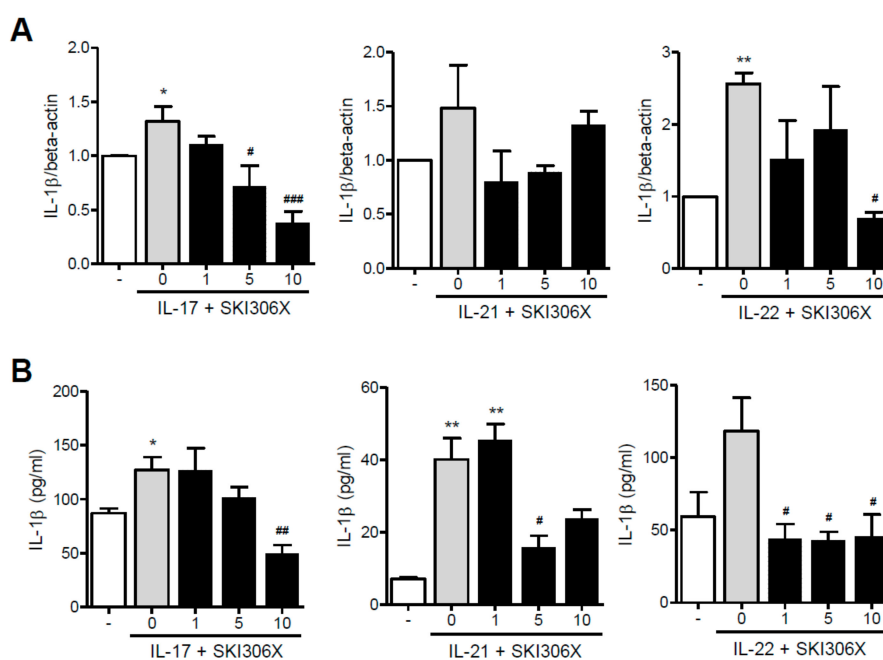 A
IL-1β/beta-actin
2.0
1.5
1.0
0.5
0.0
*
#
###
- 0 1 5 10
IL-17 + SKI306X
IL-1β/beta-actin
2.0
1.5
1.0
0.5
0.0
- 0 1 5 10
IL-21 + SKI306X
IL-1β/beta-actin
3
2
1
0
**
#
- 0 1 5 10
IL-22 + SKI306X
B
IL-1β (pg/ml)
200
150
100
50
0
*
##
- 0 1 5 10
IL-17 + SKI306X
IL-1β (pg/ml)
60
40
20
0
**
**
#
- 0 1 5 10
IL-21 + SKI306X
IL-1β (pg/ml)
150
100
50
0
#
#
#
- 0 1 5 10
IL-22 + SKI306X